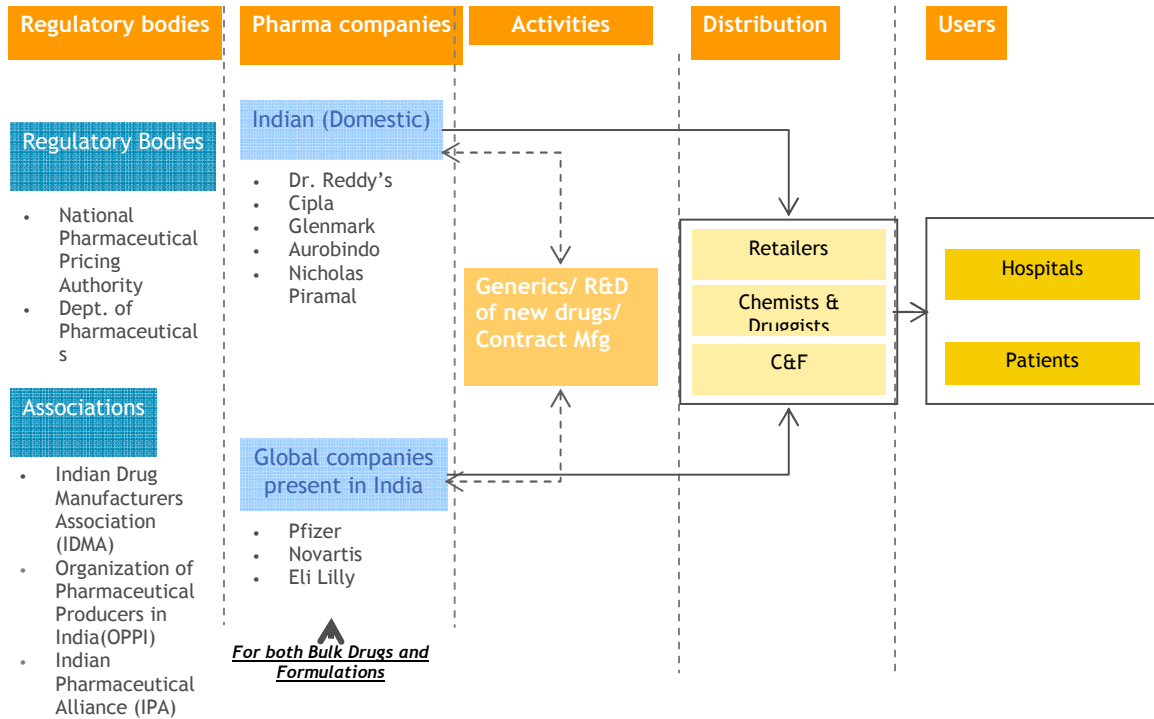 Regulatory bodies
Pharma companies
Activities
Distribution
Users
Regulatory Bodies
• National
Pharmaceutical
Pricing
Authority
• Dept. of
Pharmaceutical
s
Associations
• Indian Drug
Manufacturers
Association
(IDMA)
• Organization of
Pharmaceutical
Producers in
India(OPPI)
• Indian
Pharmaceutical
Alliance (IPA)
Indian (Domestic)
• Dr. Reddy’s
• Cipla
• Glenmark
• Aurobindo
• Nicholas
Piramal
Global companies
present in India
• Pfizer
• Novartis
• Eli Lilly
For both Bulk Drugs and
Formulations
Generics/ R&D
of new drugs/
Contract Mfg
Retailers
Chemists &
Druggists
C&F
Hospitals
Patients